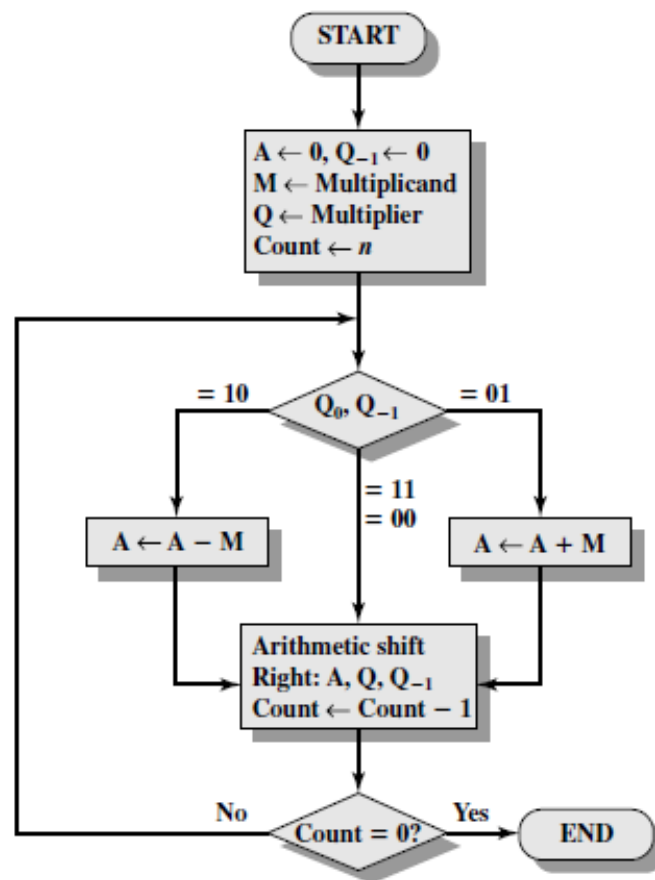 START
A ← 0, Q₋₁ ← 0
M ← Multiplicand
Q ← Multiplier
Count ← n
= 10
Q₀, Q₋₁
= 01
= 11
= 00
A ← A − M
A ← A + M
Arithmetic shift
Right: A, Q, Q₋₁
Count ← Count − 1
No
Count = 0?
Yes
END